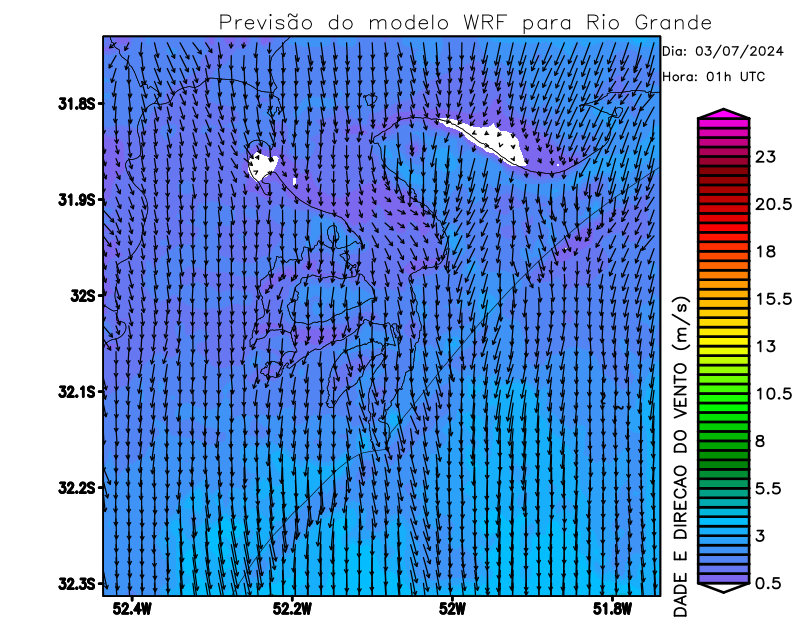 Previsão do modelo WRF para Rio Grande
Dia: 03/07/2024
Hora: 01h UTC
31.8S
31.9S
32S
32.1S
32.2S
32.3S
52.4W
52.2W
52W
51.8W
23
20.5
18
15.5
13
10.5
8
5.5
3
0.5
DADE E DIRECAO DO VENTO (m/s)